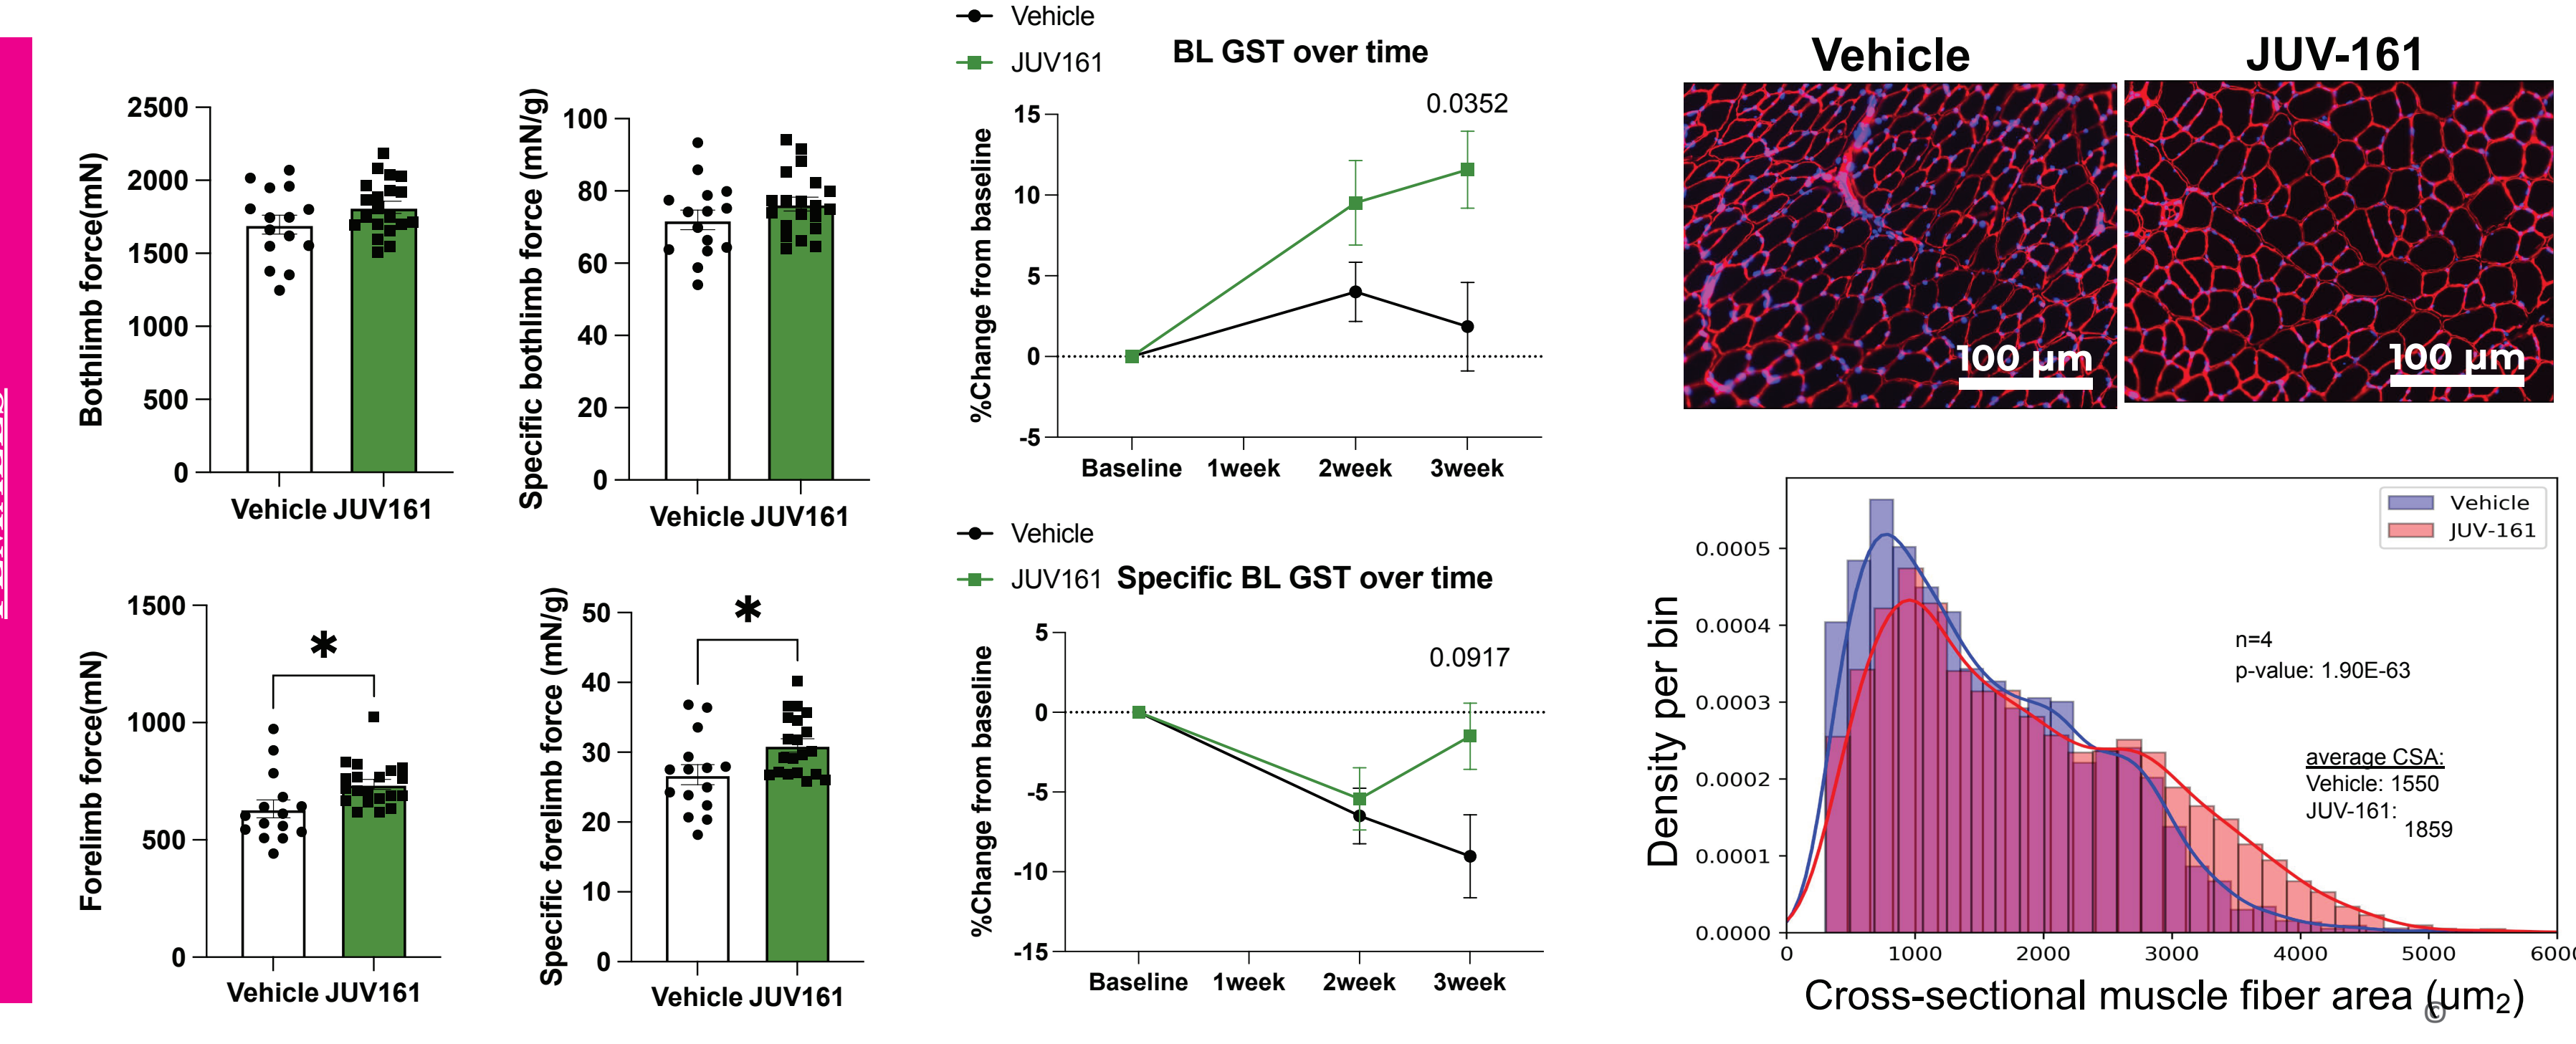 Bothlimb force(mN)
2500
2000
1500
1000
500
0
Vehicle JUV161
Specific bothlimb force (mN/g)
100
80
60
40
20
0
Vehicle JUV161
Vehicle
JUV161
BL GST over time
0.0352
%Change from baseline
15
10
5
0
-5
Baseline 1week 2week 3week
Vehicle
JUV-161
100 µm
100 µm
Forelimb force(mN)
1500
1000
500
0
*
Vehicle JUV161
Specific forelimb force (mN/g)
50
40
30
20
10
0
*
Vehicle JUV161
Vehicle
JUV161
Specific BL GST over time
0.0917
%Change from baseline
5
0
-5
-10
-15
Baseline 1week 2week 3week
Density per bin
0.0005
0.0004
0.0003
0.0002
0.0001
0.0000
Vehicle
JUV-161
n=4
p-value: 1.90E-63
average CSA:
Vehicle: 1550
JUV-161:
1859
0 1000 2000 3000 4000 5000 600
Cross-sectional muscle fiber area (um2)
©